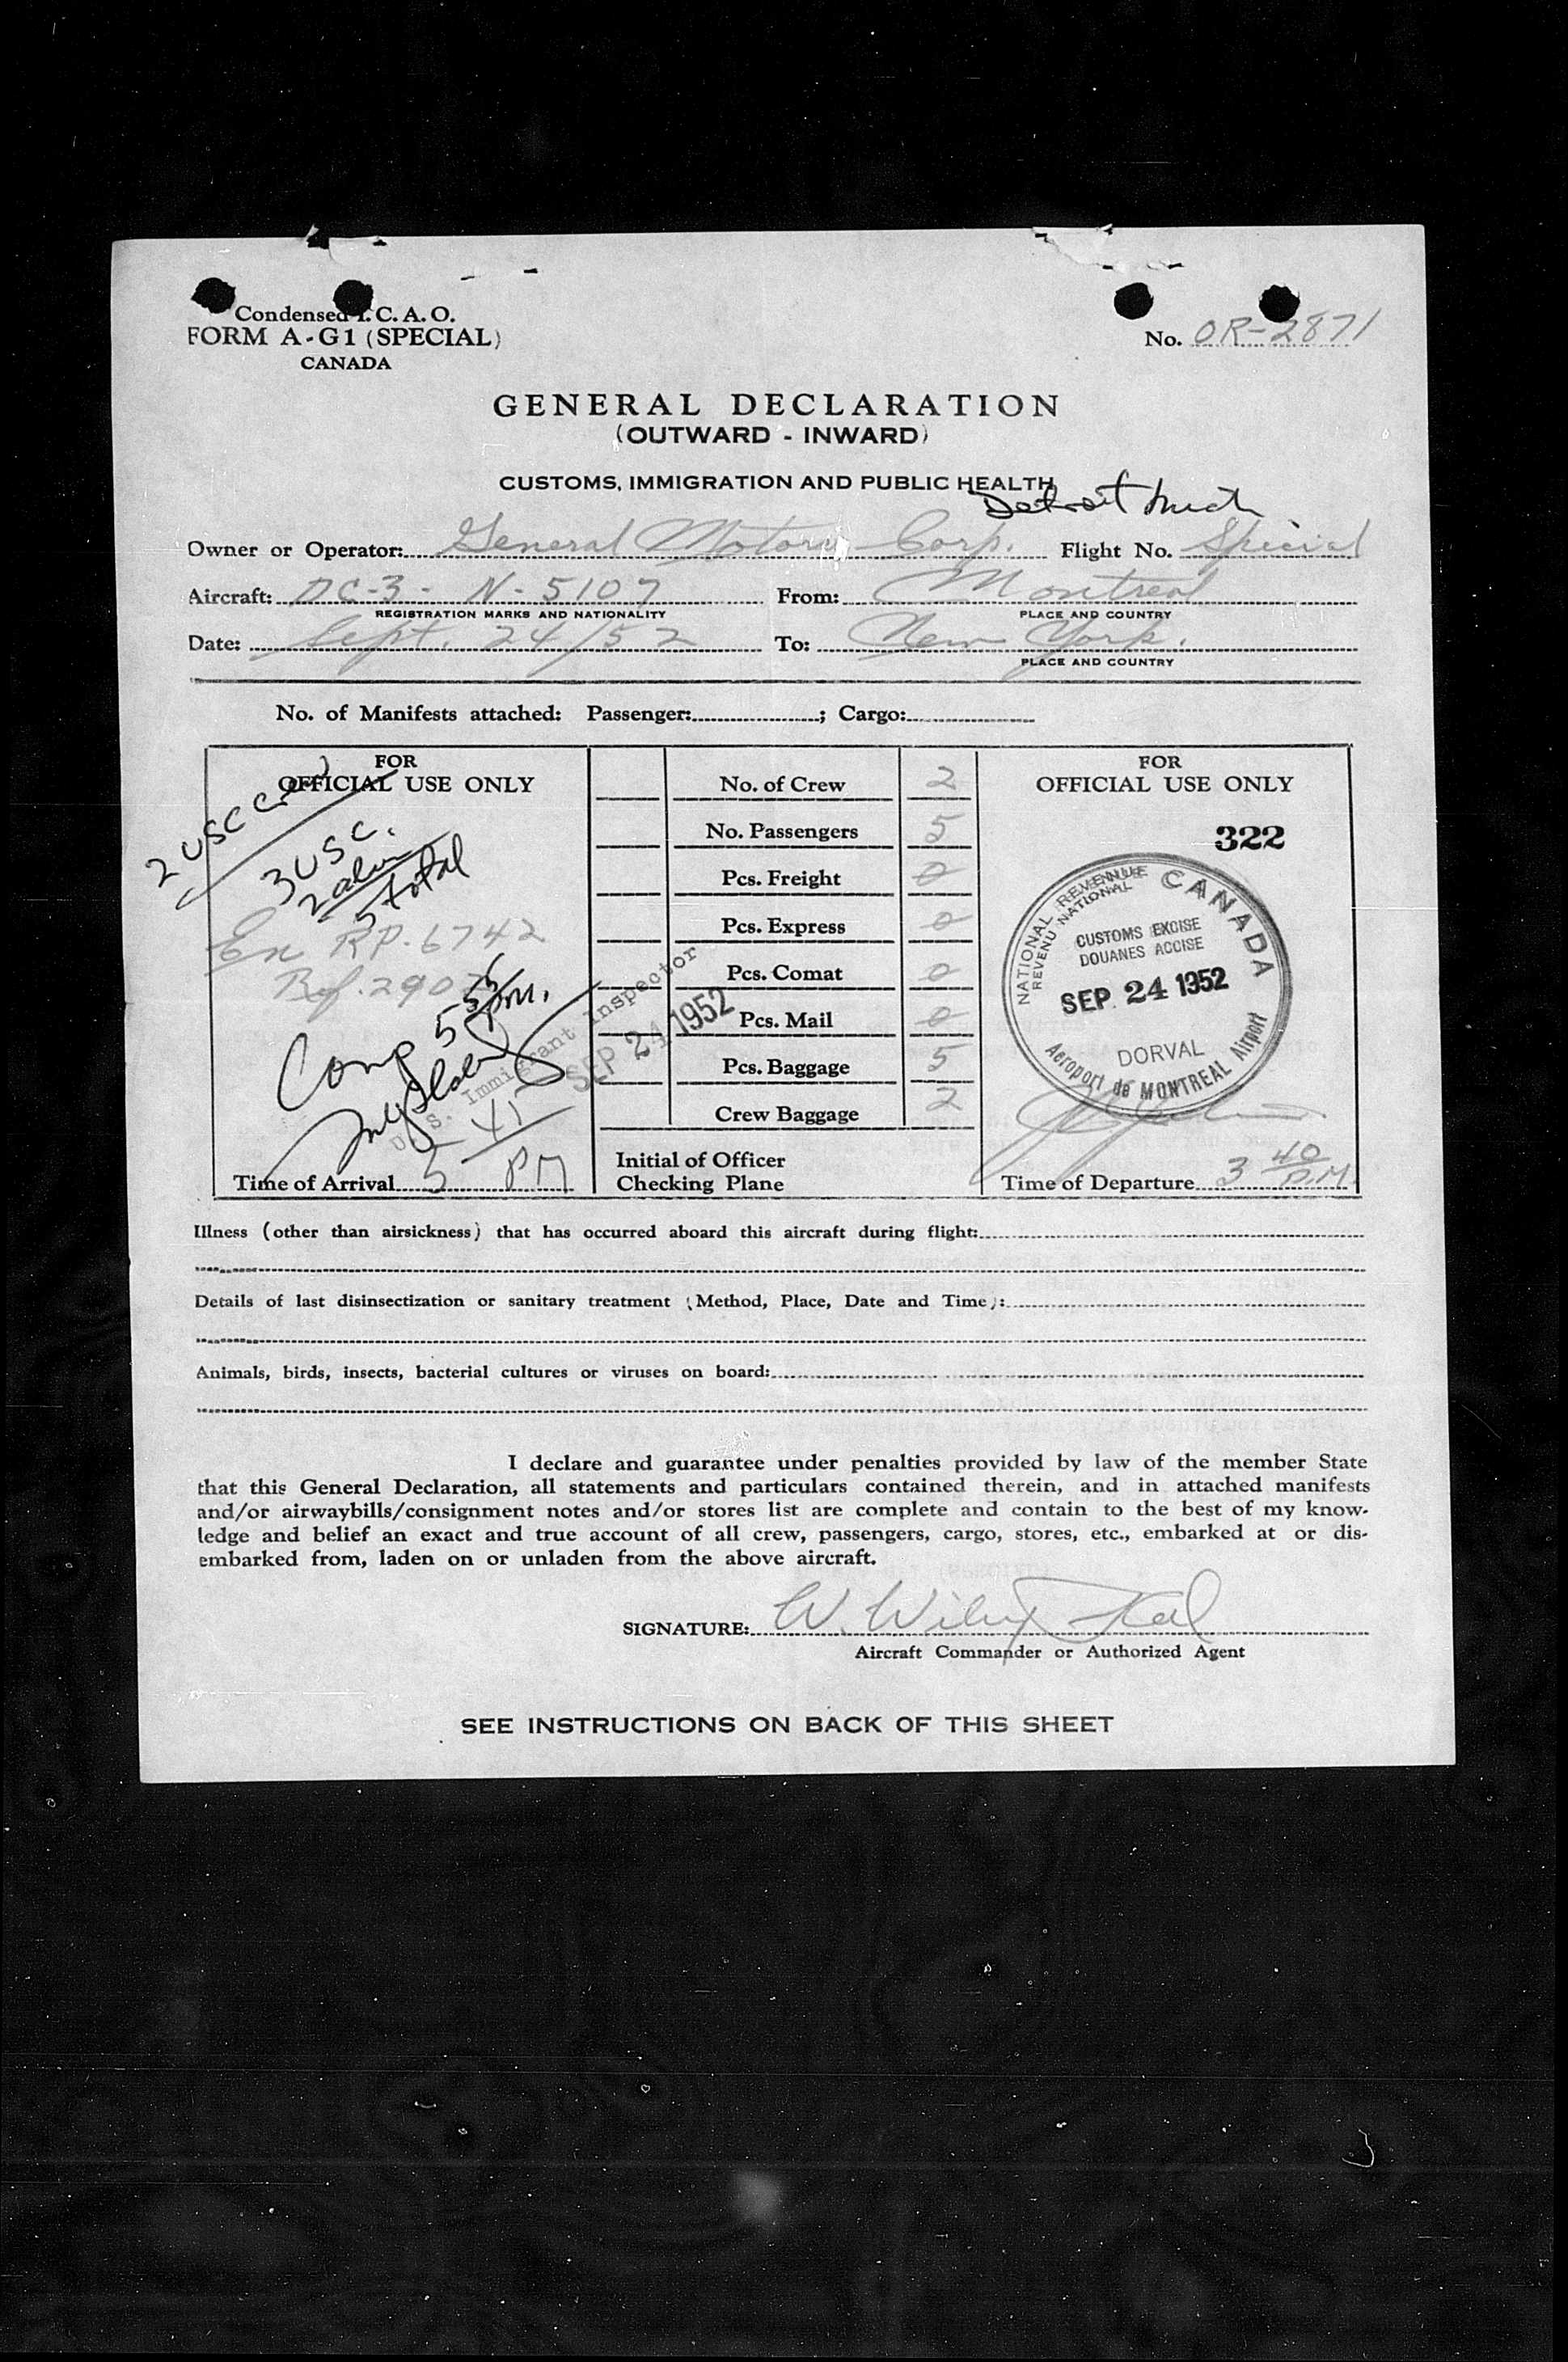 Condensed I. C. A. O.
FORM A-G1 (SPECIAL)
CANADA
No. OR-2871
GENERAL DECLARATION
(OUTWARD - INWARD)
CUSTOMS, IMMIGRATION AND PUBLIC HEALTH
Detroit Mich
Owner or Operator: General Motors Corp. Flight No. Special
Aircraft: DC-3 - N-5107 From: Montreal
REGISTRATION MARKS AND NATIONALITY PLACE AND COUNTRY
Date: Sept. 24/52 To: New York.
PLACE AND COUNTRY
No. of Manifests attached: Passenger: ; Cargo:
FOR
OFFICIAL USE ONLY
2 USC Crew
3 USC.
2 alien
5 total
En RP. 6742
Ref. 290
Comp 5 55 P.M.
U. S. Immigrant Inspector
SEP 24 1952
Time of Arrival 5 41 PM
No. of Crew 2
No. Passengers 5
Pcs. Freight 0
Pcs. Express 0
Pcs. Comat 0
Pcs. Mail 0
Pcs. Baggage 5
Crew Baggage 2
Initial of Officer
Checking Plane
FOR
OFFICIAL USE ONLY
322
NATIONAL REVENUE CANADA
REVENU NATIONAL
CUSTOMS EXCISE
DOUANES ACCISE
SEP. 24 1952
DORVAL
Aéroport de MONTREAL Airport
Time of Departure 3 40 P.M.
Illness (other than airsickness) that has occurred aboard this aircraft during flight:
Details of last disinsectization or sanitary treatment (Method, Place, Date and Time):
Animals, birds, insects, bacterial cultures or viruses on board:
I declare and guarantee under penalties provided by law of the member State
that this General Declaration, all statements and particulars contained therein, and in attached manifests
and/or airwaybills/consignment notes and/or stores list are complete and contain to the best of my know-
ledge and belief an exact and true account of all crew, passengers, cargo, stores, etc., embarked at or dis-
embarked from, laden on or unladen from the above aircraft.
SIGNATURE: W. Wiley
Aircraft Commander or Authorized Agent
SEE INSTRUCTIONS ON BACK OF THIS SHEET